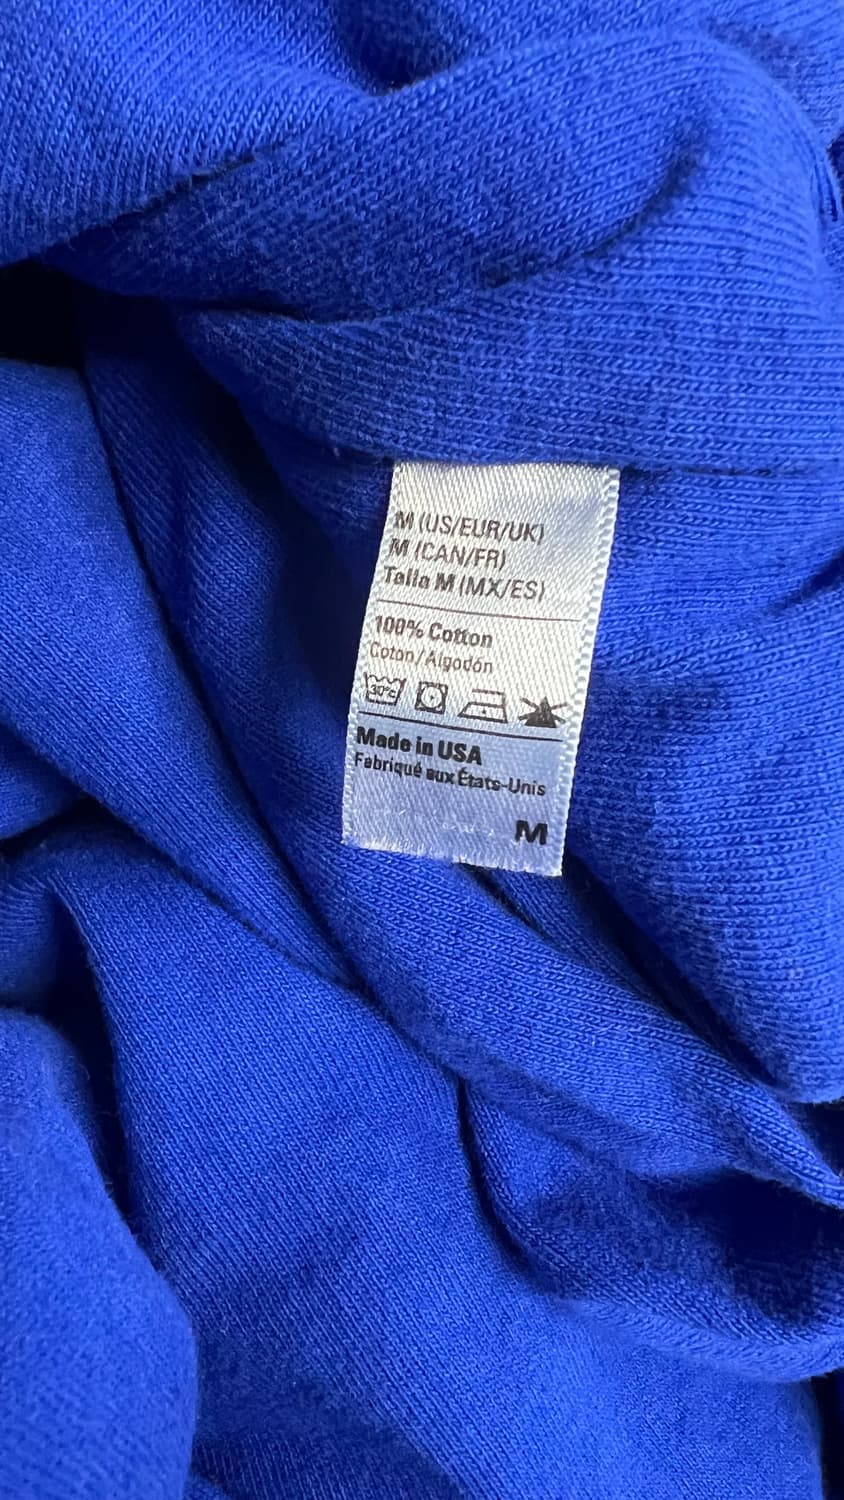 M (US/EUR/UK)
M (CAN/FR)
Talla M (MX/ES)
100% Cotton
Coton/Algodón
30°c
Made in USA
Fabriqué aux États-Unis
M